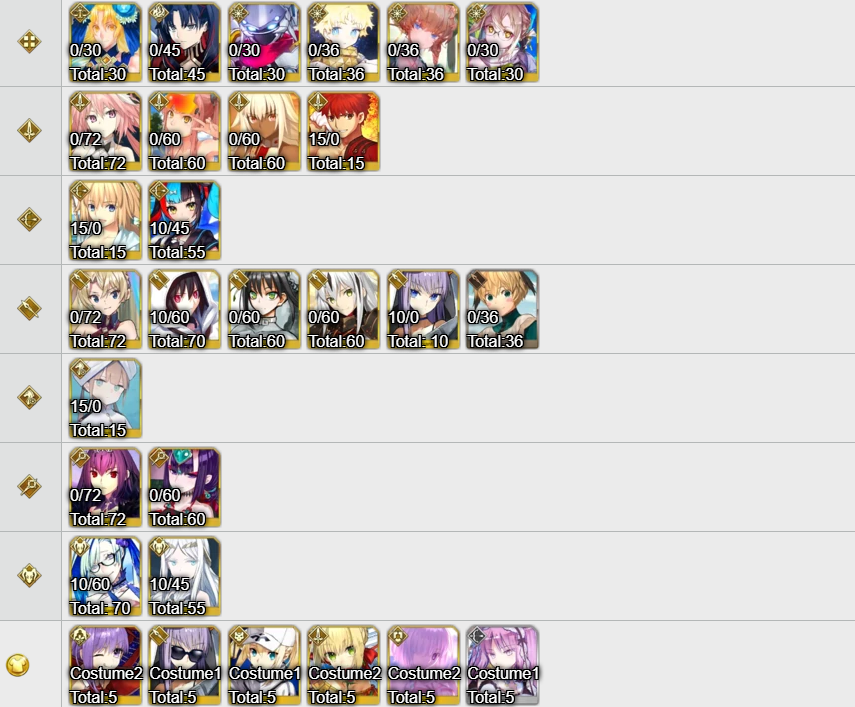 0/30 0/45 0/30 0/36 0/36 0/30
Total:30 Total:45 Total:30 Total:36 Total:36 Total:30
0/72 0/60 0/60 15/0
Total:72 Total:60 Total:60 Total:15
15/0 10/45
Total:15 Total:55
0/72 10/60 0/60 0/60 10/0 0/36
Total:72 Total:70 Total:60 Total:60 Total: 10 Total:36
15/0
Total:15
0/72 0/60
Total:72 Total:60
10/60 10/45
Total: 70 Total:55
Costume2 Costume1 Costume1 Costume2 Costume2 Costume1
Total:5 Total:5 Total:5 Total:5 Total:5 Total:5